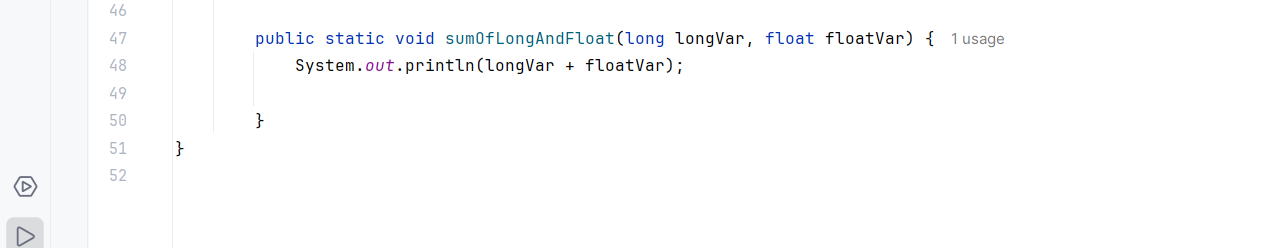 46
47 public static void sumOfLongAndFloat(long longVar, float floatVar) { 1 usage
48 System.out.println(longVar + floatVar);
49
50 }
51 }
52